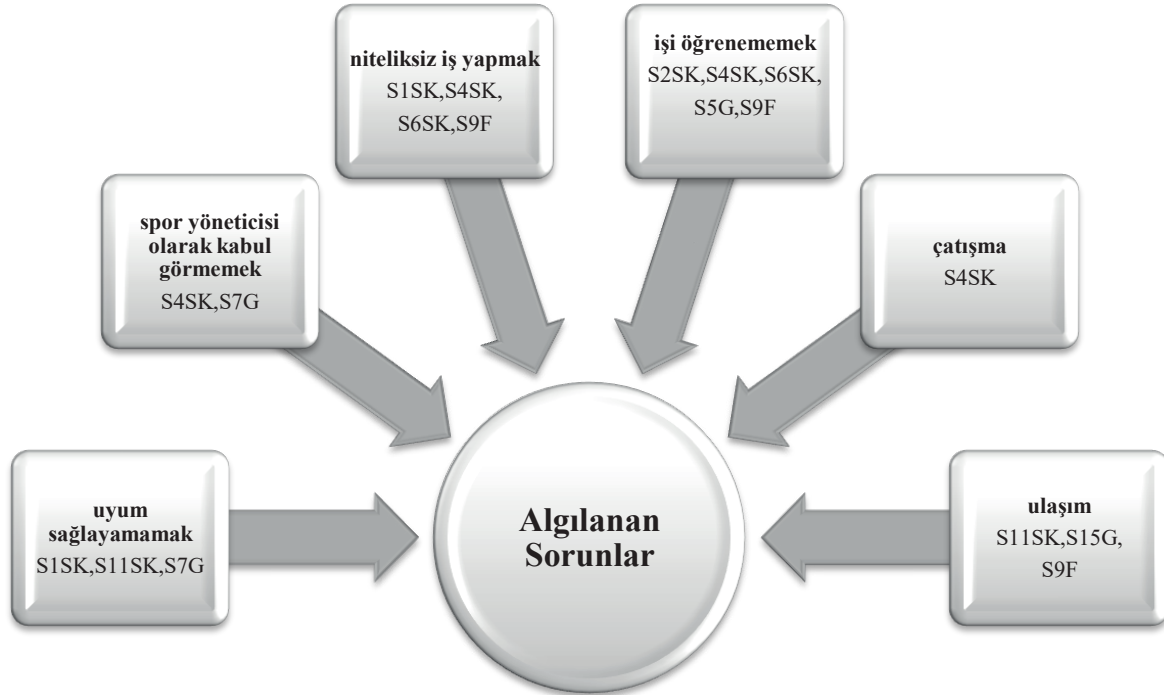 niteliksiz iş yapmak
S1SK,S4SK,
S6SK,S9F
işi öğrenememek
S2SK,S4SK,S6SK,
S5G,S9F
spor yöneticisi
olarak kabul
görmemek
S4SK,S7G
çatışma
S4SK
uyum
sağlayamamak
S1SK,S11SK,S7G
Algılanan
Sorunlar
ulaşım
S11SK,S15G,
S9F